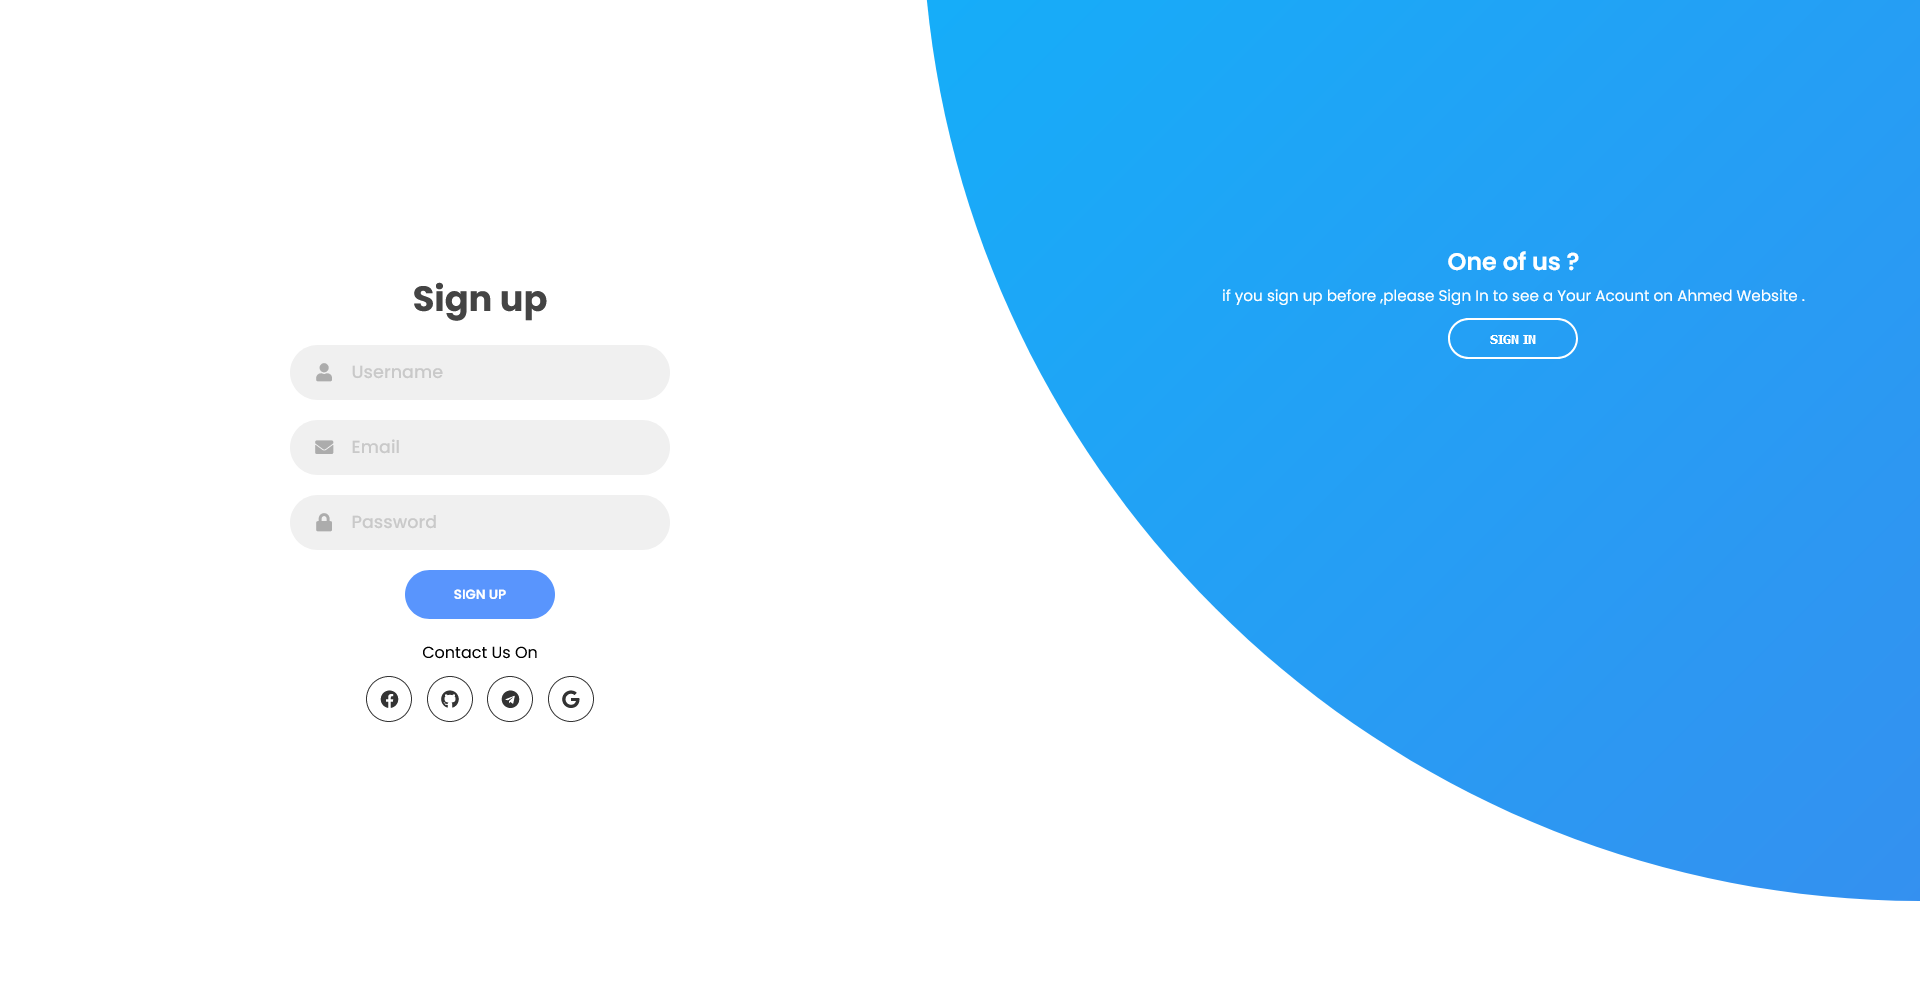 Sign up
Username
Email
Password
SIGN UP
Contact Us On
One of us ?
if you sign up before ,please Sign In to see a Your Acount on Ahmed Website .
SIGN IN